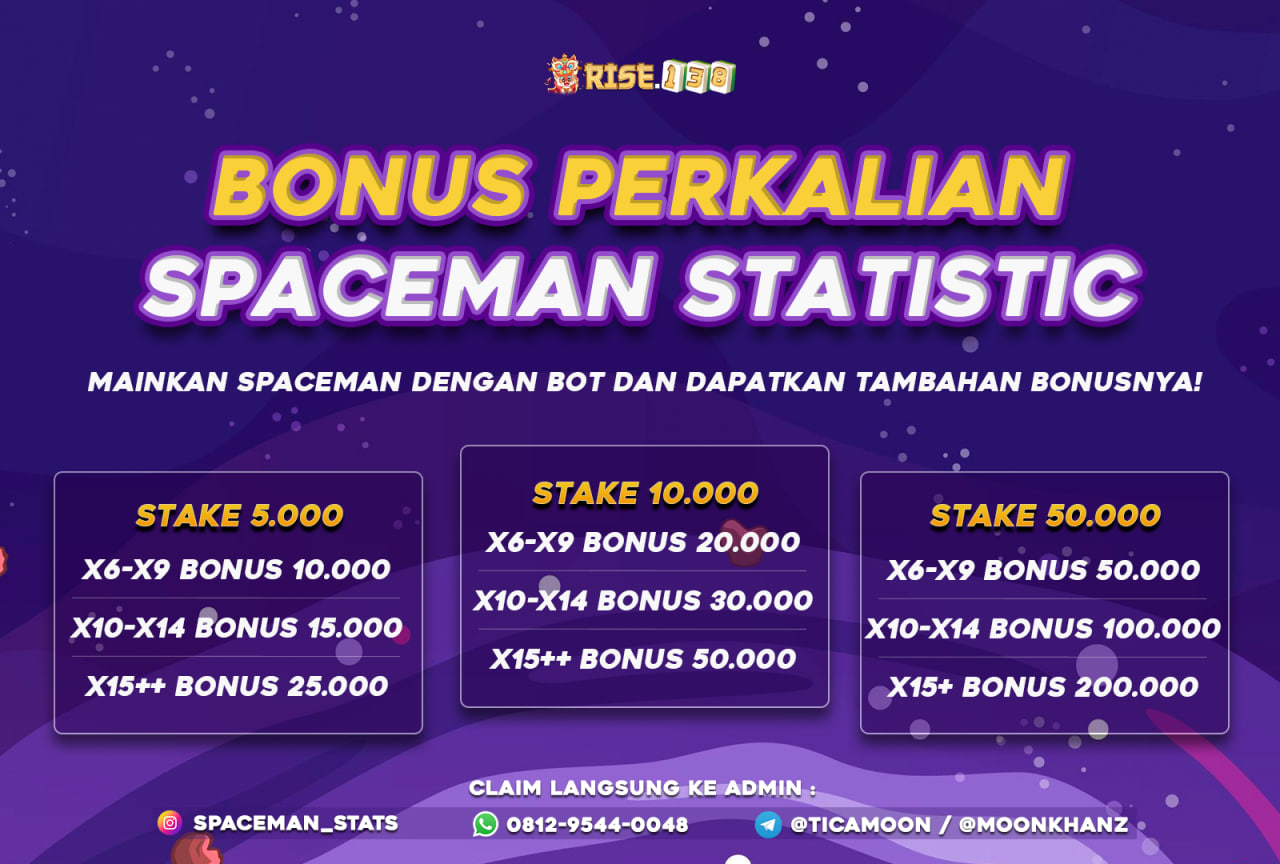 RISE.138
BONUS PERKALIAN
SPACEMAN STATISTIC
MAINKAN SPACEMAN DENGAN BOT DAN DAPATKAN TAMBAHAN BONUSNYA!
STAKE 5.000
X6-X9 BONUS 10.000
X10-X14 BONUS 15.000
X15++ BONUS 25.000
STAKE 10.000
X6-X9 BONUS 20.000
X10-X14 BONUS 30.000
X15++ BONUS 50.000
STAKE 50.000
X6-X9 BONUS 50.000
X10-X14 BONUS 100.000
X15+ BONUS 200.000
CLAIM LANGSUNG KE ADMIN :
SPACEMAN_STATS 0812-9544-0048 @TICAMOON / @MOONKHANZ